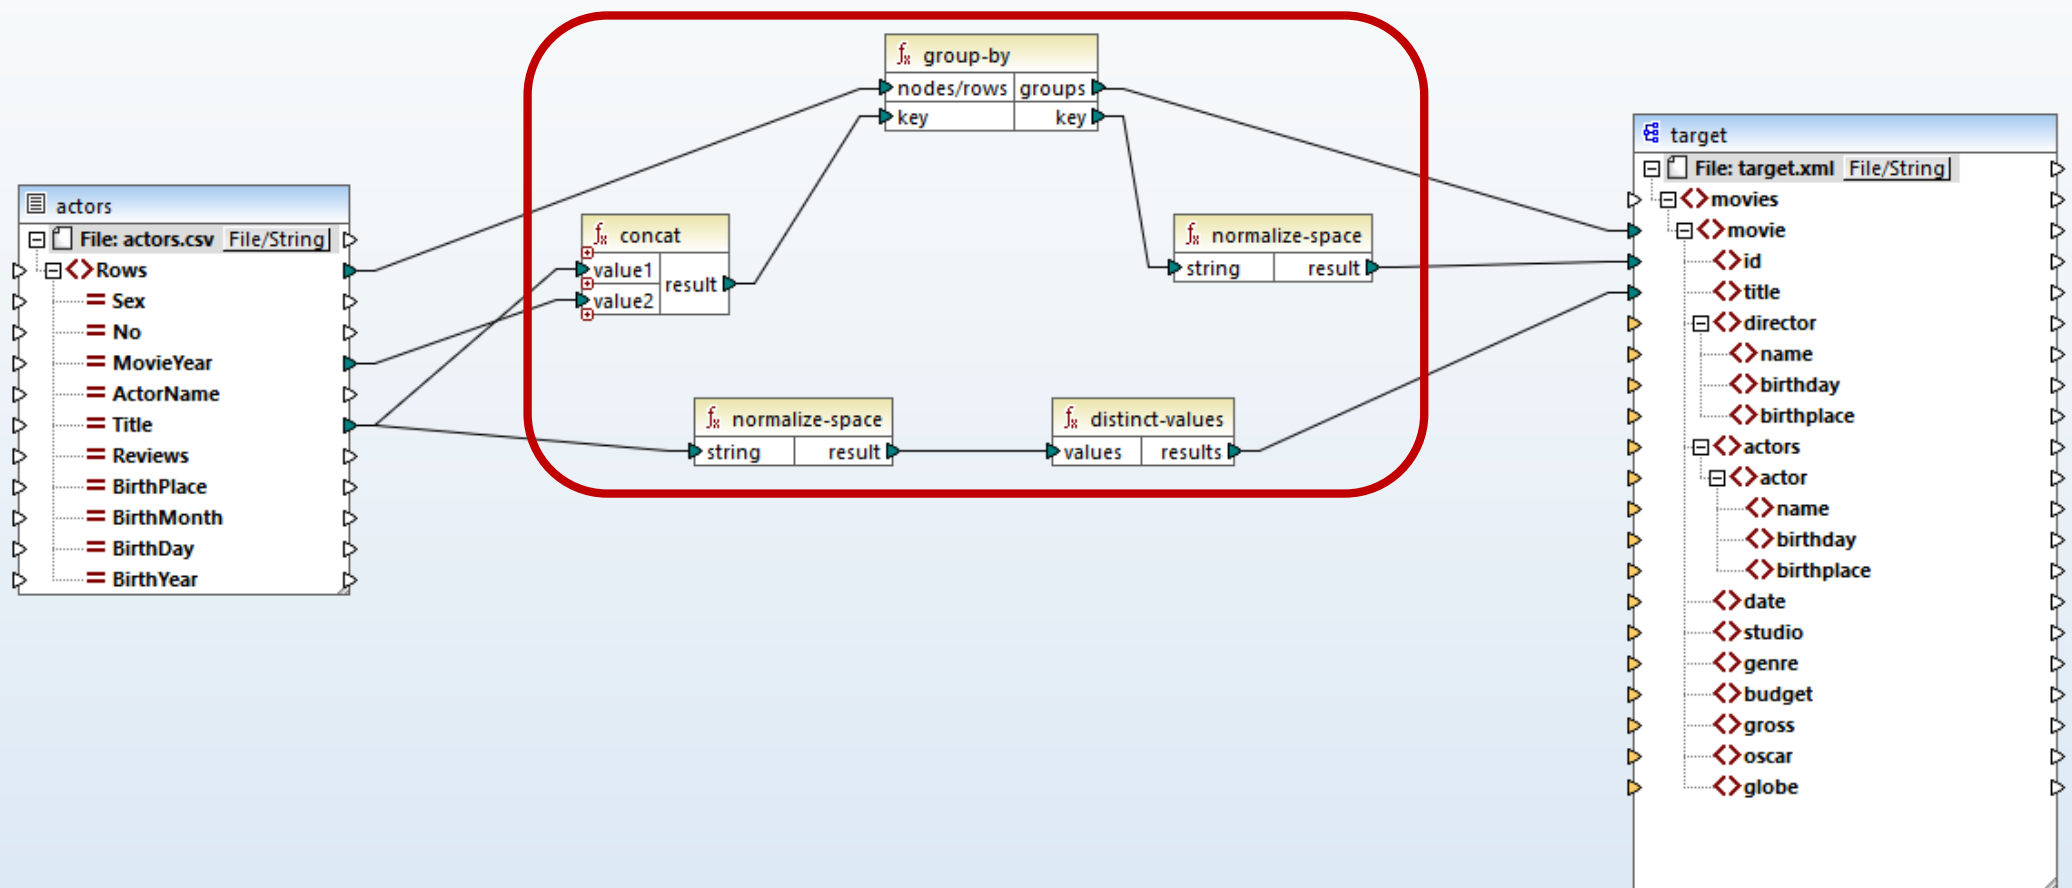 actors
File: actors.csv File/String
Rows
Sex
No
MovieYear
ActorName
Title
Reviews
BirthPlace
BirthMonth
BirthDay
BirthYear
concat
value1
value2
result
group-by
nodes/rows groups
key key
normalize-space
string result
normalize-space
string result
distinct-values
values results
target
File: target.xml File/String
movies
movie
id
title
director
name
birthday
birthplace
actors
actor
name
birthday
birthplace
date
studio
genre
budget
gross
oscar
globe